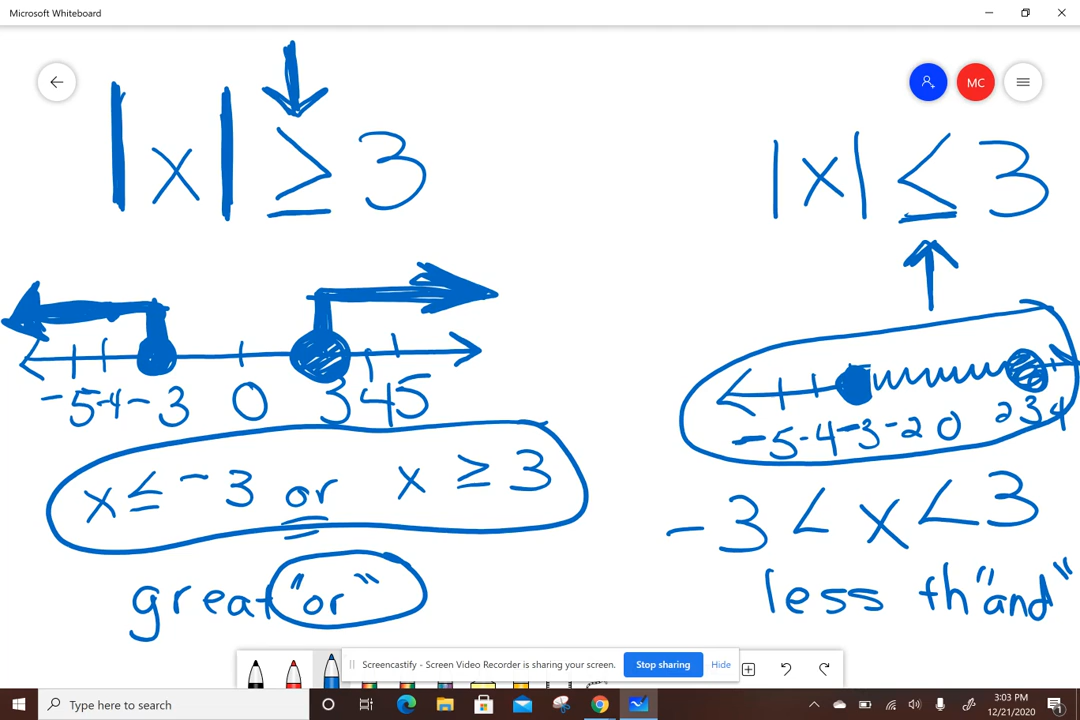 Microsoft Whiteboard
MC
|x| ≥ 3
|x| ≤ 3
-5 -4 -3 0 3 4 5
-5 -4 -3 -2 0 2 3 4
x ≤ -3 or x ≥ 3
-3 < x < 3
great "or"
less th "and"
Screencastify - Screen Video Recorder is sharing your screen.
Stop sharing
Hide
Type here to search
3:03 PM
12/21/2020
1